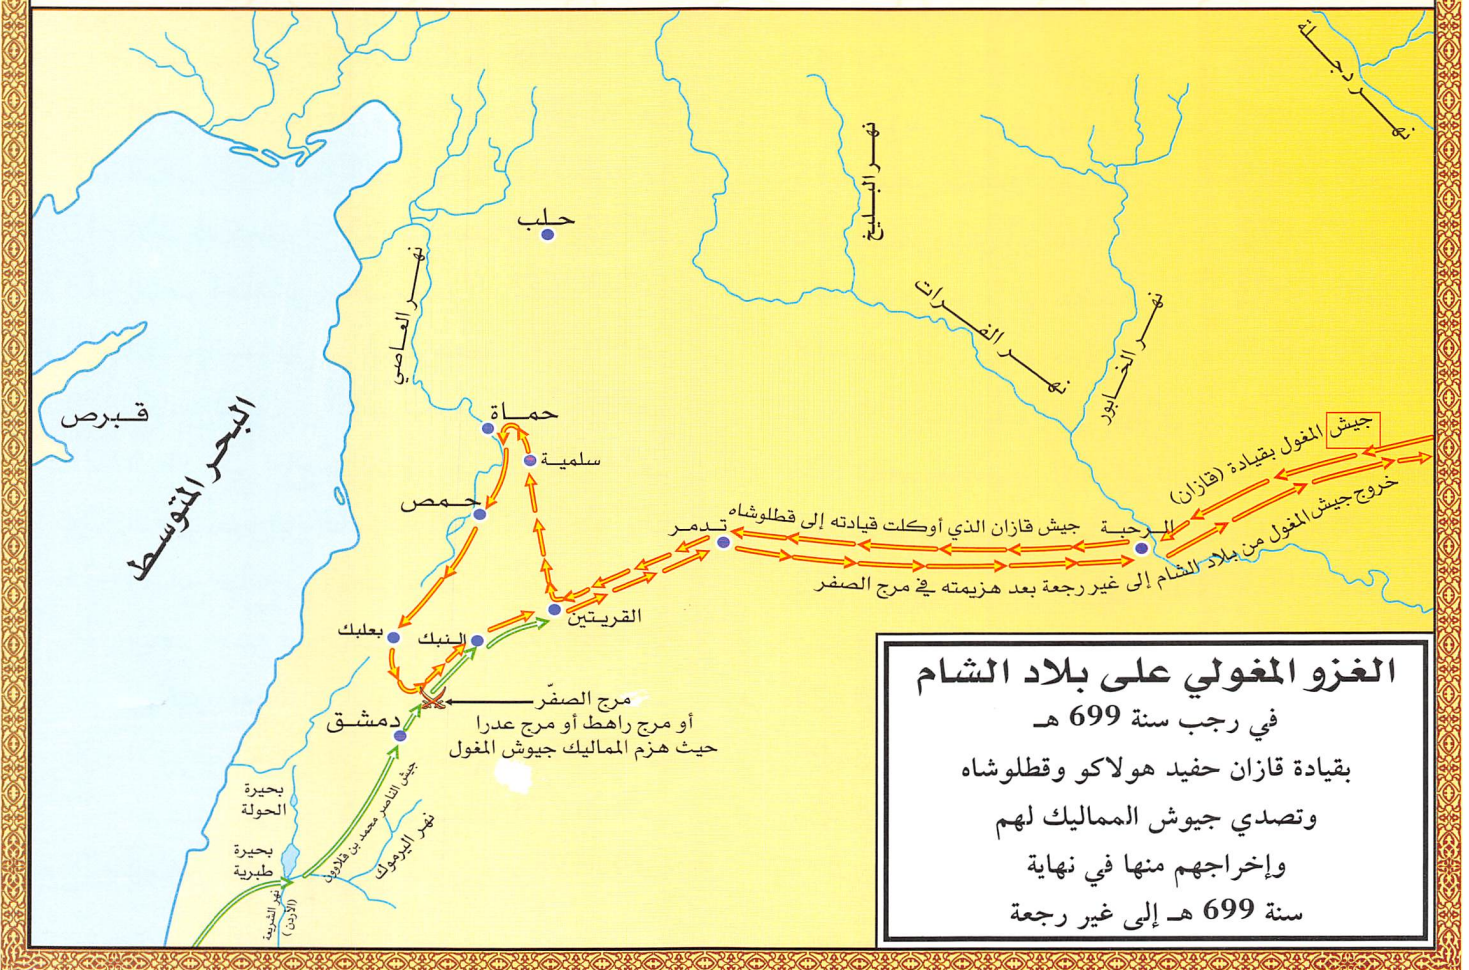 نهر دجلة
نهر البليخ
حلب
نهر العاصي
نهر الفرات
نهر الخابور
قبرص
البحر المتوسط
حماة
سلمية
حمص
جيش المغول بقيادة (قازان)
خروج جيش المغول من بلاد الشام إلى غير رجعة بعد هزيمته في مرج الصفر
الرحبة
جيش قازان الذي أوكلت قيادته إلى قطلوشاه
تدمر
القريتين
النبك
بعلبك
مرج الصفّر
أو مرج راهط أو مرج عدرا
حيث هزم المماليك جيوش المغول
دمشق
جيش الناصر محمد بن قلاوون
بحيرة
الحولة
بحيرة
طبرية
نهر اليرموك
نهر الشريعة
(الأردن)
الغزو المغولي على بلاد الشام
في رجب سنة 699 هـ
بقيادة قازان حفيد هولاكو وقطلوشاه
وتصدي جيوش المماليك لهم
وإخراجهم منها في نهاية
سنة 699 هـ إلى غير رجعة